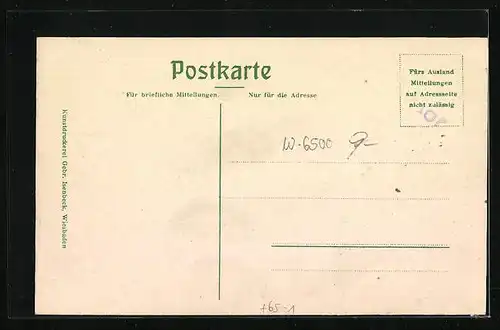 Postkarte
Für briefliche Mitteilungen.
Nur für die Adresse
Fürs Ausland
Mitteilungen
auf Adressseite
nicht zulässig
W-6500
Kunstdruckerei Gebr. Isenbeck, Wiesbaden